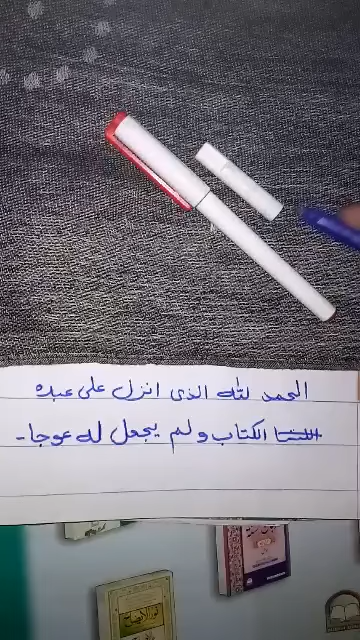 الحمد لله الذى انزل على عبده
الكتاب ولم يجعل له عوجا-